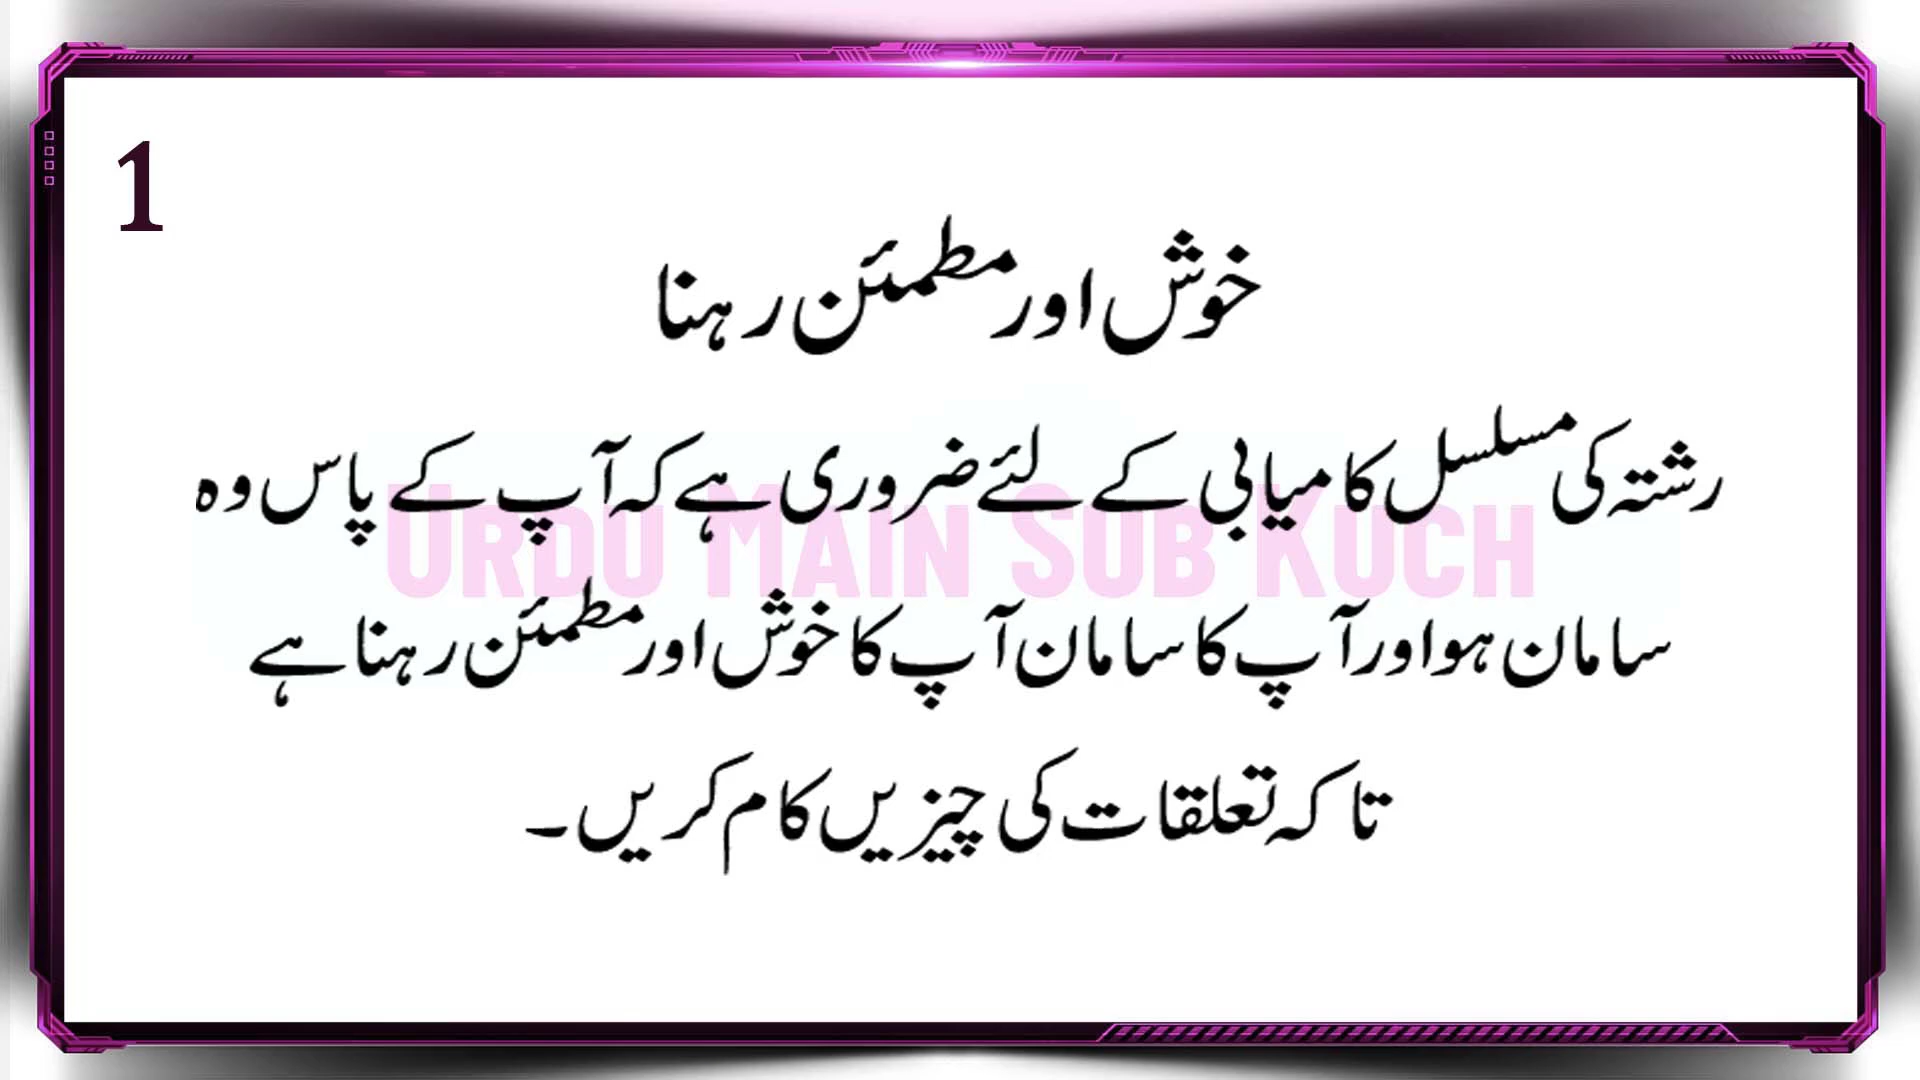 1
خوش اور مطمئن رہنا
رشتہ کی مسلسل کامیابی کے لئے ضروری ہے کہ آپ کے پاس وہ
Urdu Main Sub Kuch
سامان ہو اور آپ کا سامان آپ کا خوش اور مطمئن رہنا ہے
تاکہ تعلقات کی چیزیں کام کریں۔